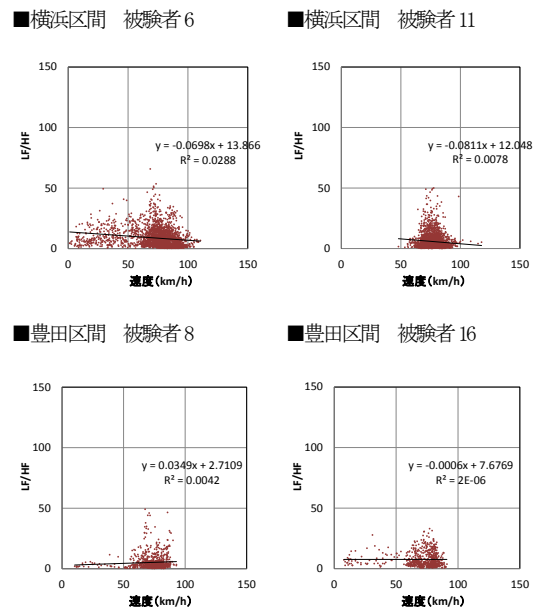 ■横浜区間　被験者 6
150
100
50
0
LF/HF
y = -0.0698x + 13.866
R² = 0.0288
0 50 100 150
速度(km/h)
■横浜区間　被験者 11
150
100
50
0
LF/HF
y = -0.0811x + 12.048
R² = 0.0078
0 50 100 150
速度(km/h)
■豊田区間　被験者 8
150
100
50
0
LF/HF
y = 0.0349x + 2.7109
R² = 0.0042
0 50 100 150
速度(km/h)
■豊田区間　被験者 16
150
100
50
0
LF/HF
y = -0.0006x + 7.6769
R² = 2E-06
0 50 100 150
速度(km/h)